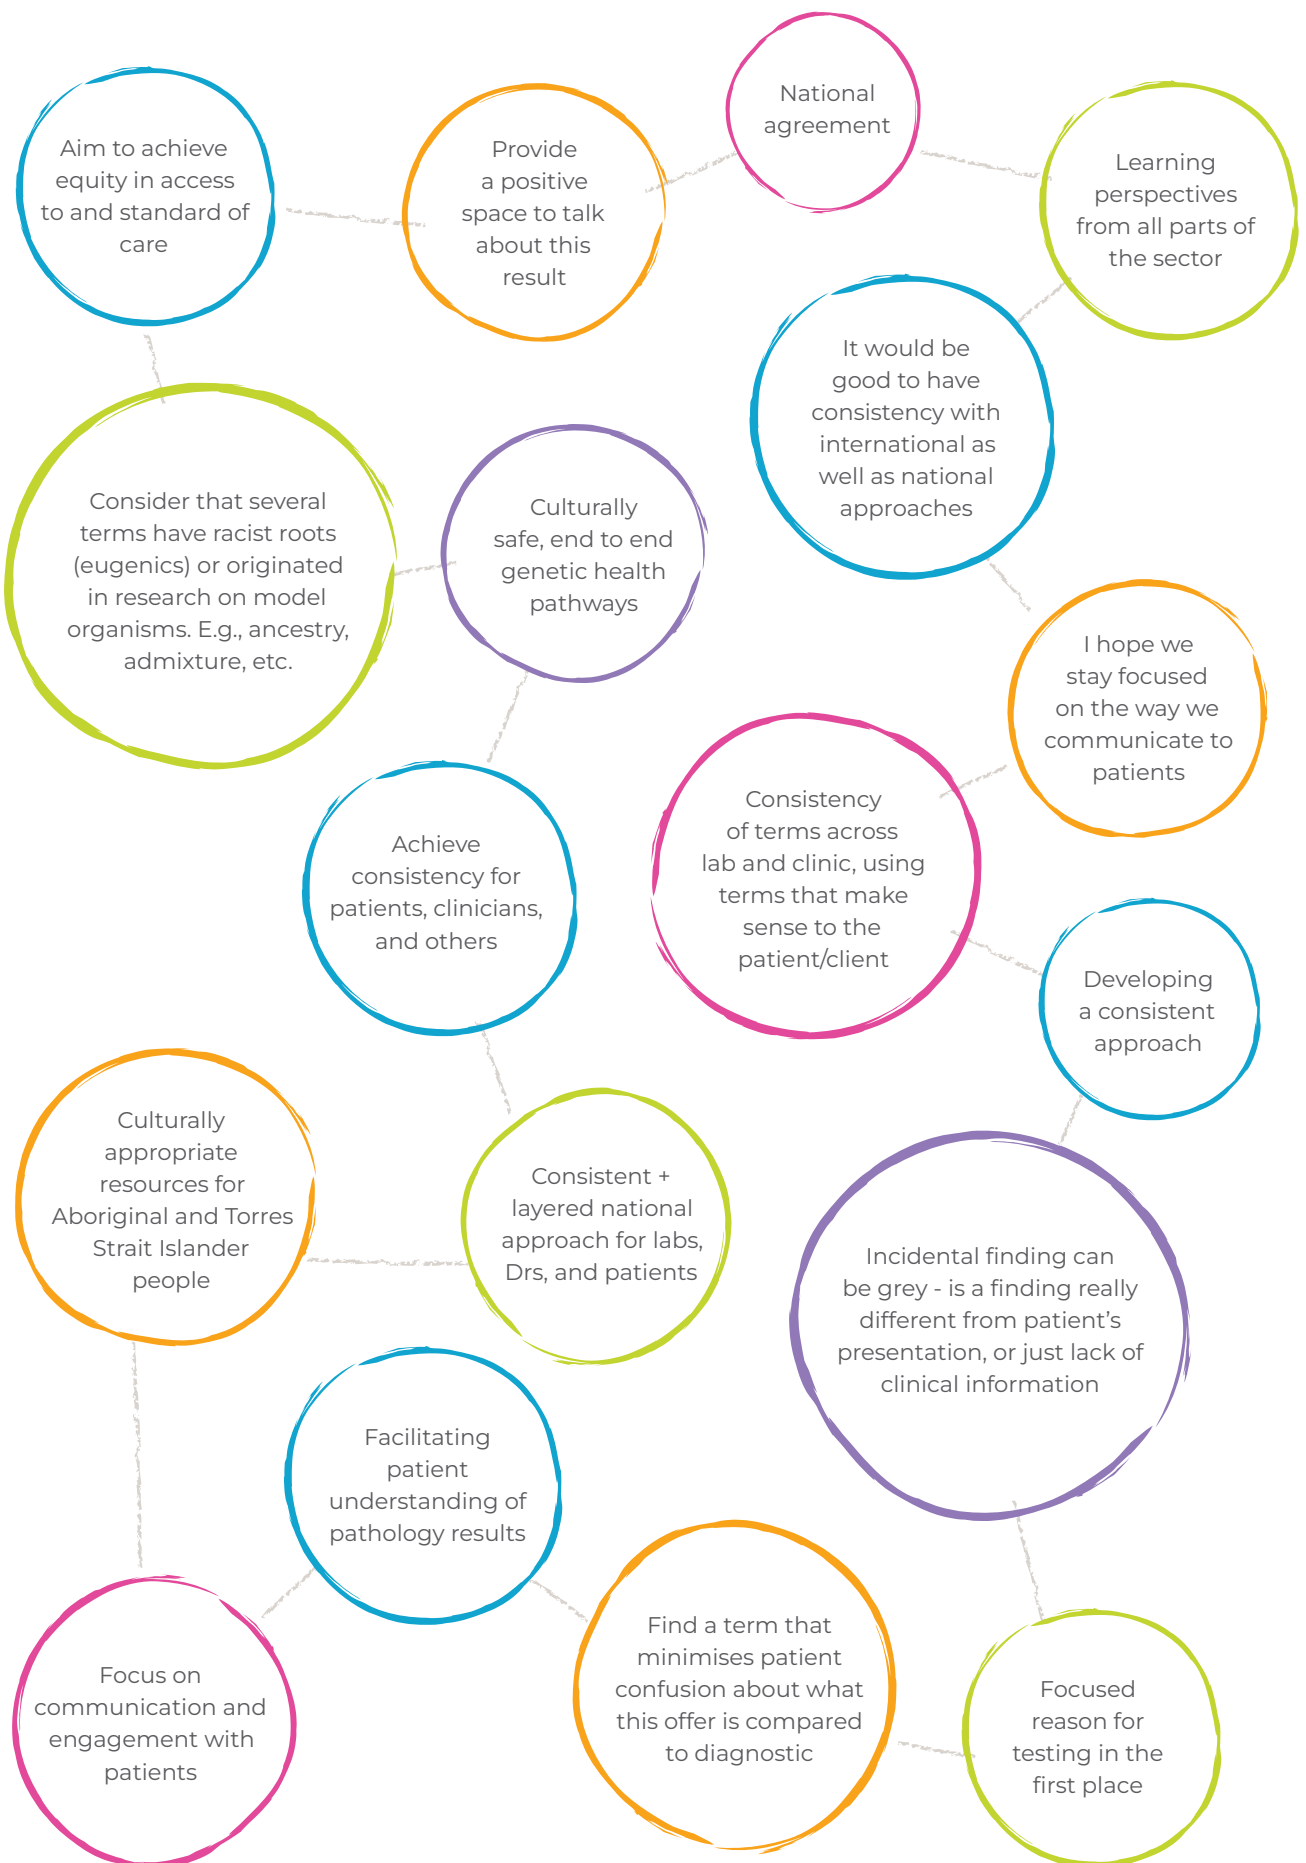 National
agreement
Aim to achieve
equity in access
to and standard of
care
Provide
a positive
space to talk
about this
result
Learning
perspectives
from all parts of
the sector
It would be
good to have
consistency with
international as
well as national
approaches
Consider that several
terms have racist roots
(eugenics) or originated
in research on model
organisms. E.g., ancestry,
admixture, etc.
Culturally
safe, end to end
genetic health
pathways
I hope we
stay focused
on the way we
communicate to
patients
Consistency
of terms across
lab and clinic, using
terms that make
sense to the
patient/client
Achieve
consistency for
patients, clinicians,
and others
Developing
a consistent
approach
Culturally
appropriate
resources for
Aboriginal and Torres
Strait Islander
people
Consistent +
layered national
approach for labs,
Drs, and patients
Incidental finding can
be grey - is a finding really
different from patient's
presentation, or just lack of
clinical information
Facilitating
patient
understanding of
pathology results
Find a term that
minimises patient
confusion about what
this offer is compared
to diagnostic
Focus on
communication and
engagement with
patients
Focused
reason for
testing in the
first place